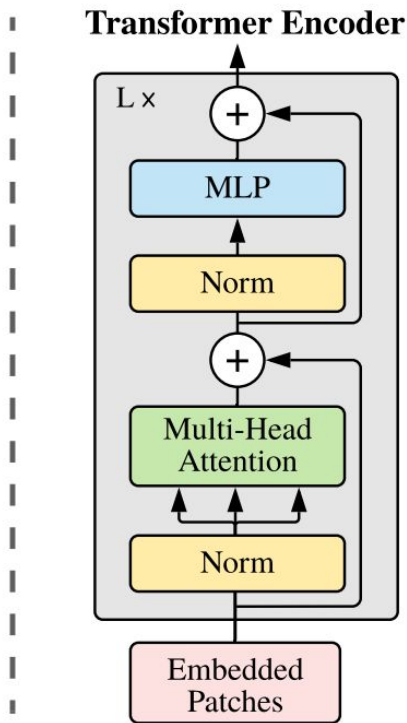 Transformer Encoder
L ×
+
MLP
Norm
+
Multi-Head
Attention
Norm
Embedded
Patches